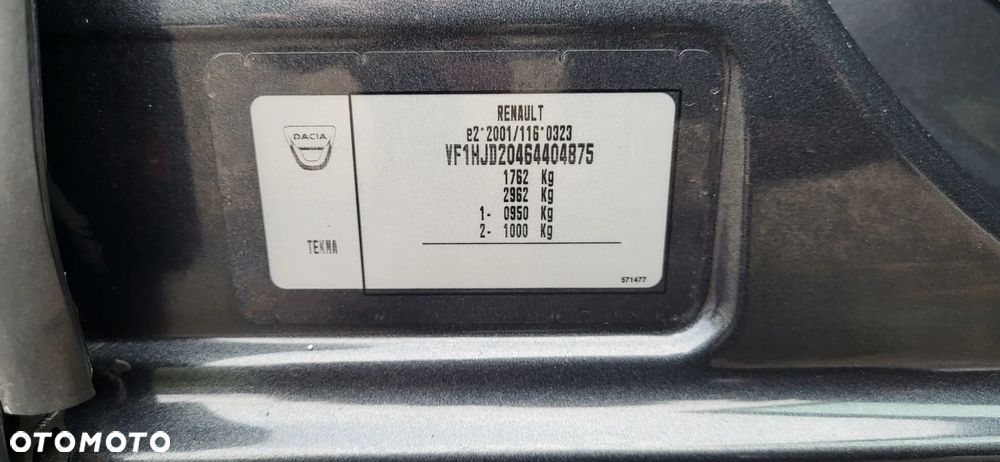 DACIA
TEKNA
RENAULT
e2*2001/116*0323
VF1HJD20464404875
1762 Kg
2962 Kg
1- 0950 Kg
2- 1000 Kg
571477
OTOMOTO